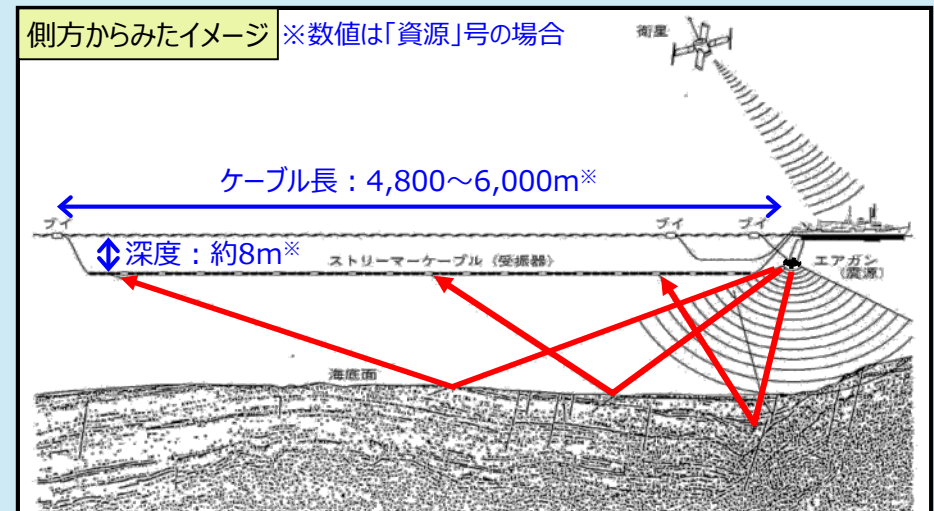 側方からみたイメージ ※数値は「資源」号の場合
衛星
ケーブル長：4,800～6,000m※
ブイ ブイ ブイ
深度：約8m※
ストリーマーケーブル（受振器）
エアガン
（震源）
海底面